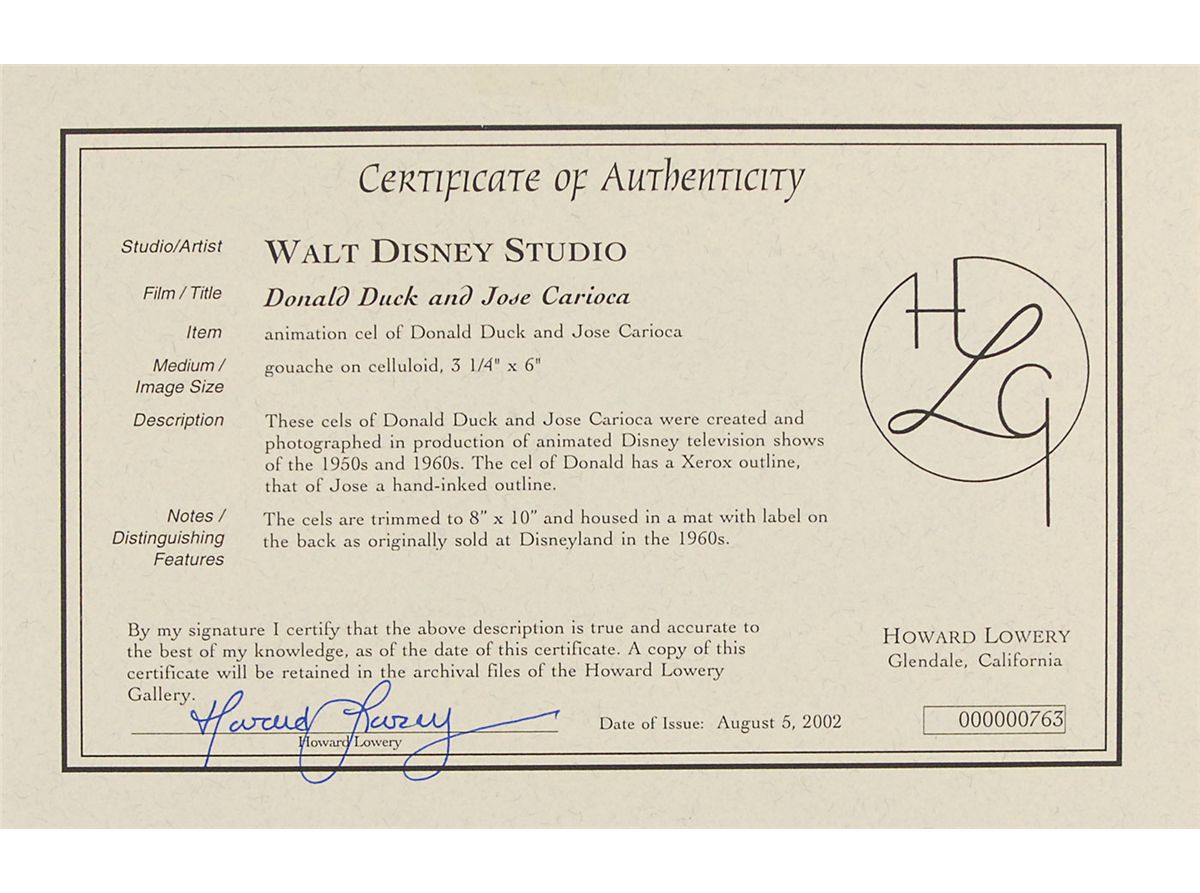 Certificate of Authenticity
Studio/Artist WALT DISNEY STUDIO
Film / Title Donald Duck and Jose Carioca
Item animation cel of Donald Duck and Jose Carioca
Medium / gouache on celluloid, 3 1/4" x 6"
Image Size
Description These cels of Donald Duck and Jose Carioca were created and
photographed in production of animated Disney television shows
of the 1950s and 1960s. The cel of Donald has a Xerox outline,
that of Jose a hand-inked outline.
Notes / The cels are trimmed to 8" x 10" and housed in a mat with label on
Distinguishing the back as originally sold at Disneyland in the 1960s.
Features
HLG
By my signature I certify that the above description is true and accurate to
the best of my knowledge, as of the date of this certificate. A copy of this
certificate will be retained in the archival files of the Howard Lowery
Gallery.
Howard Lowery
Howard Lowery
Date of Issue: August 5, 2002
HOWARD LOWERY
Glendale, California
000000763